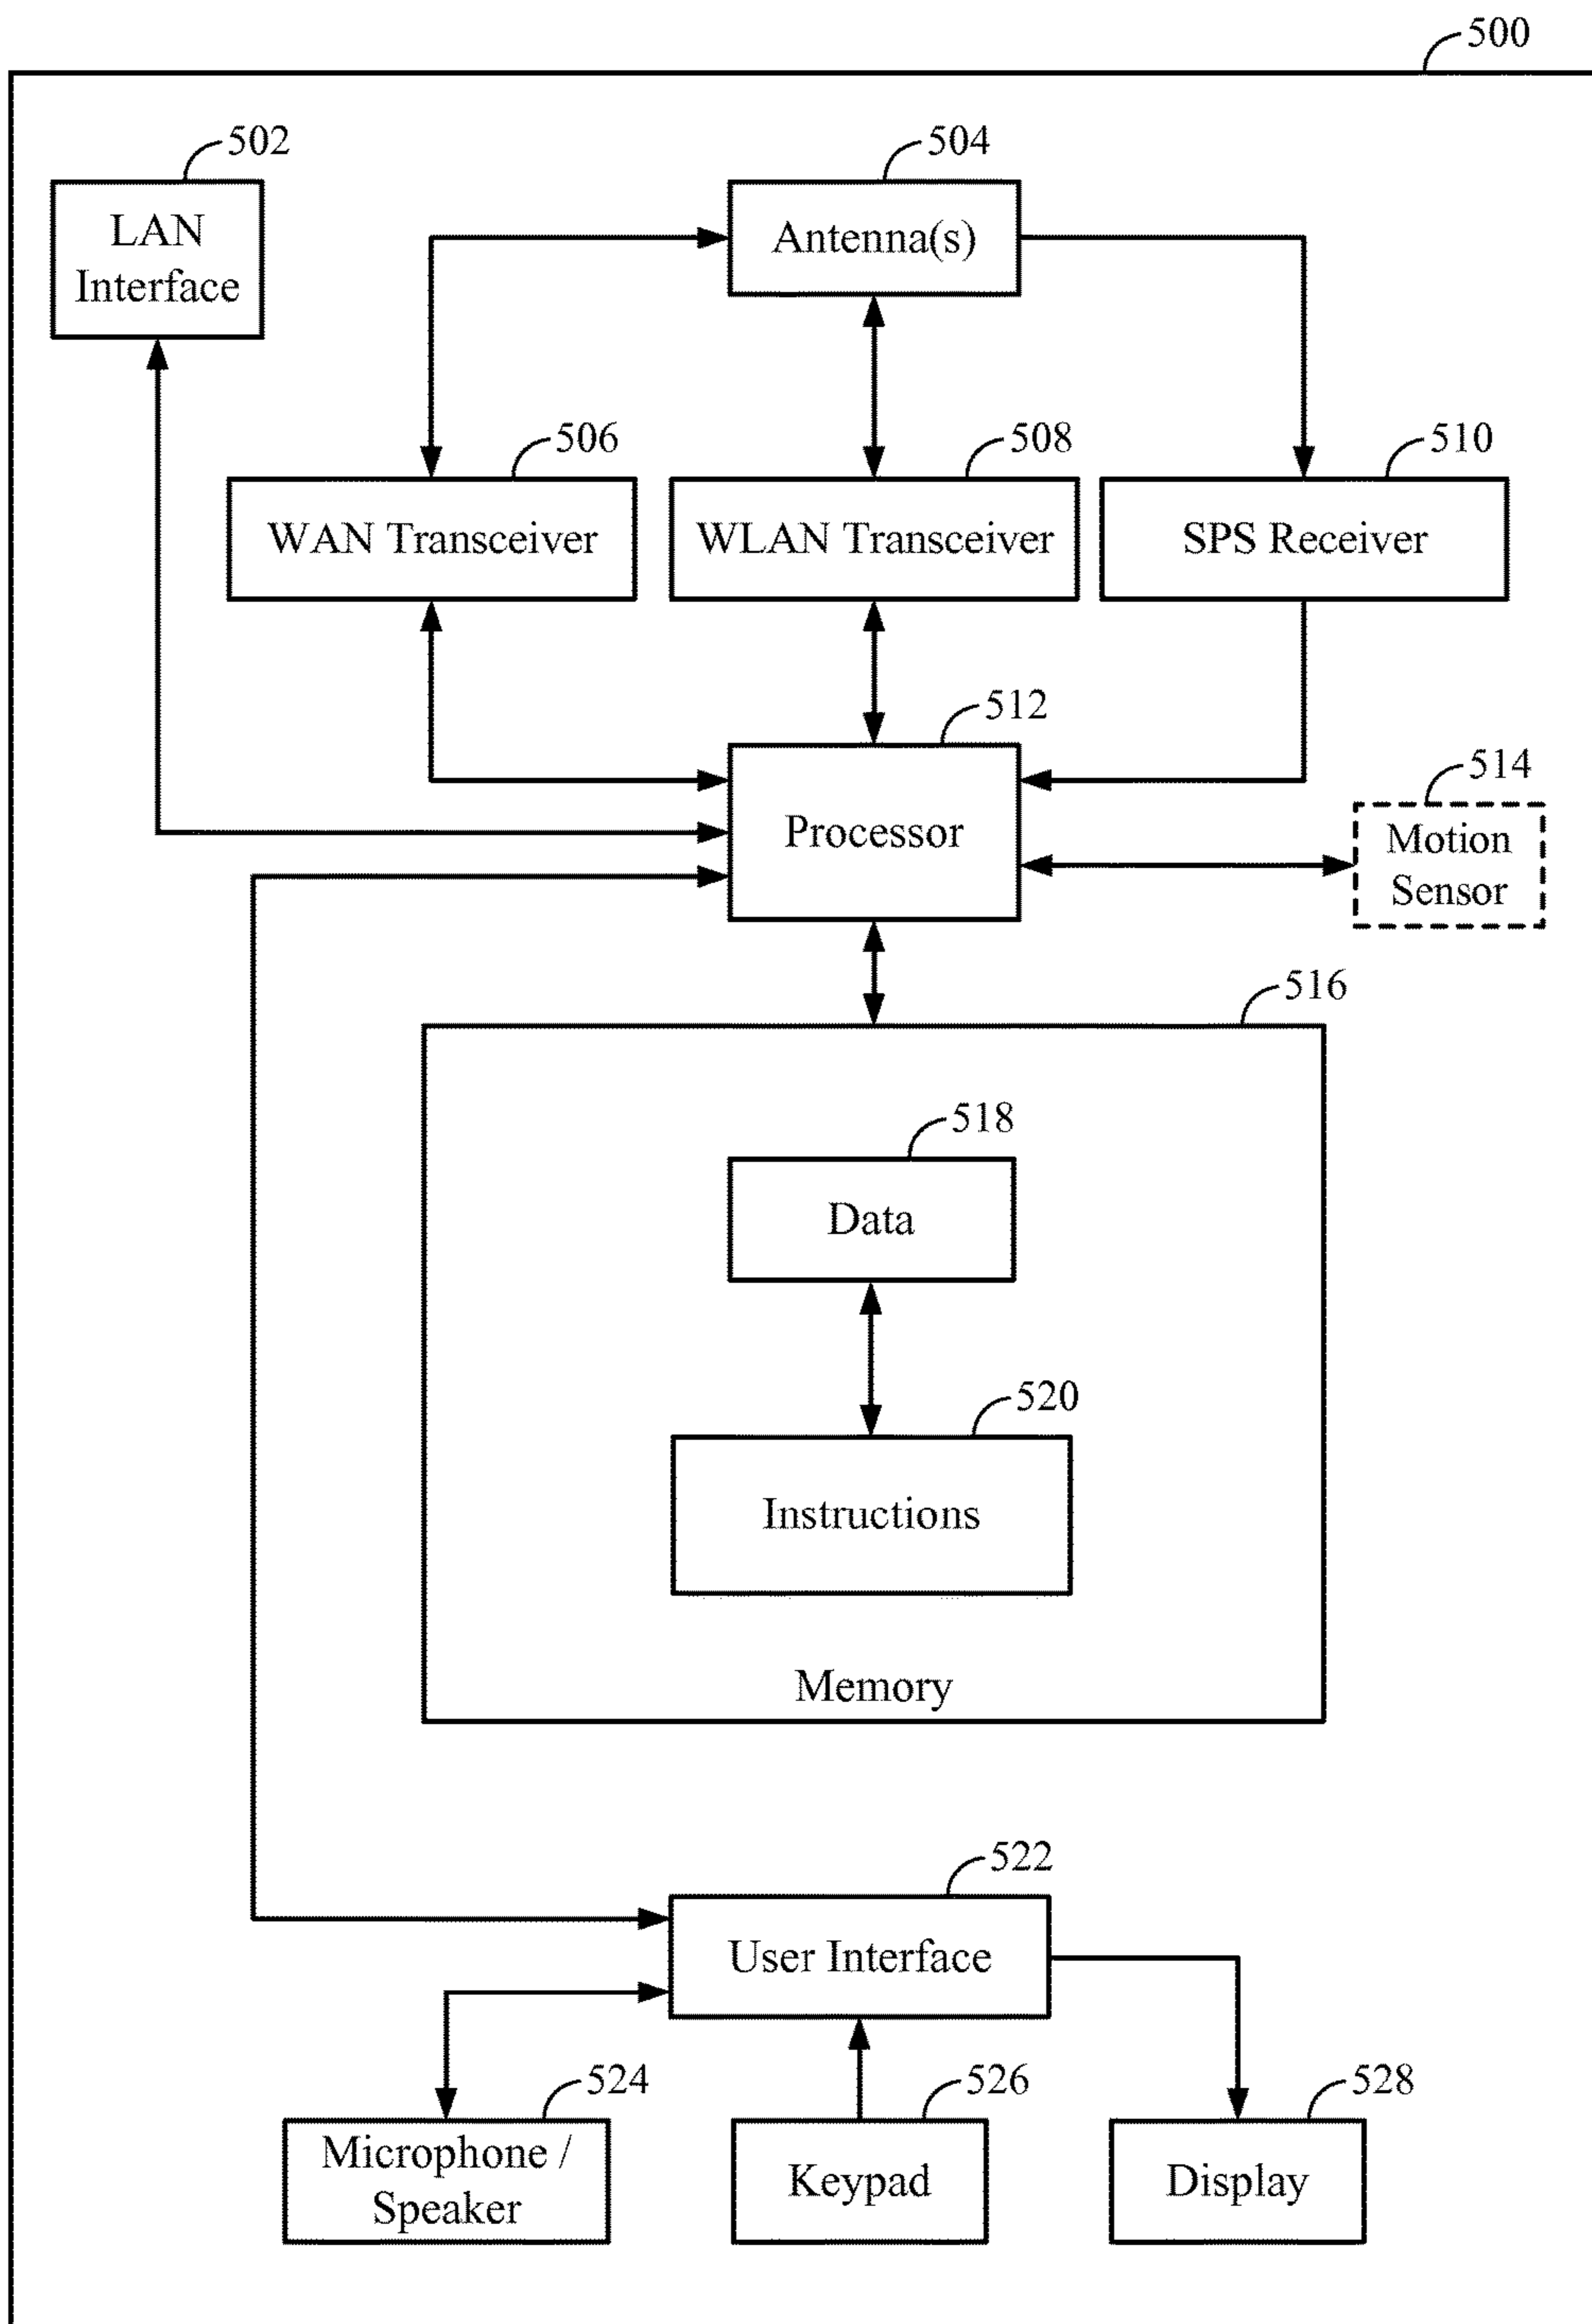 500
502
504
LAN
Interface
Antenna(s)
506
508
510
WAN Transceiver
WLAN Transceiver
SPS Receiver
512
514
Processor
Motion
Sensor
516
518
Data
520
Instructions
Memory
522
User Interface
524
526
528
Microphone /
Speaker
Keypad
Display